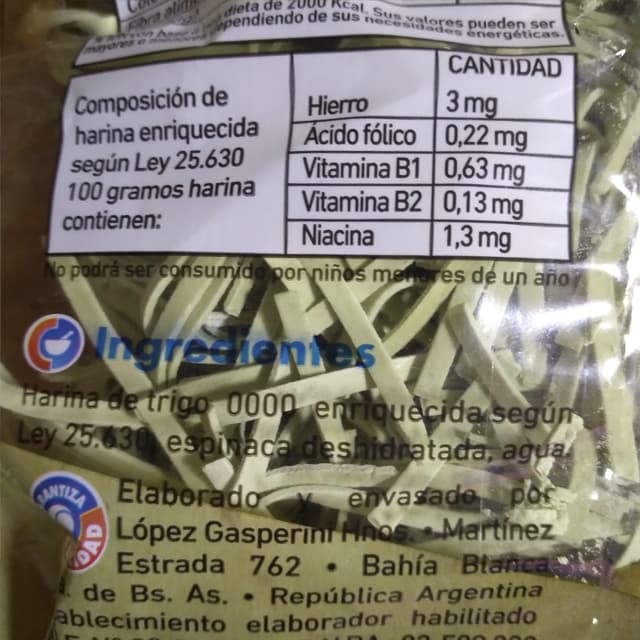 Fibra
dieta de 2000 Kcal. Sus valores pueden ser
dependiendo de sus necesidades energéticas.
mayores o
CANTIDAD
Composición de
harina enriquecida
según Ley 25.630
100 gramos harina
contienen:
Hierro 3 mg
Ácido fólico 0,22 mg
Vitamina B1 0,63 mg
Vitamina B2 0,13 mg
Niacina 1,3 mg
No podrá ser consumido por niños menores de un año
Ingredientes
Harina de trigo 0000 enriquecida según
Ley 25.630, espinaca deshidratada, agua.
Elaborado y envasado por
López Gasperini Hnos. • Martínez
Estrada 762 • Bahía Blanca
de Bs. As. • República Argentina
ablecimiento elaborador habilitado